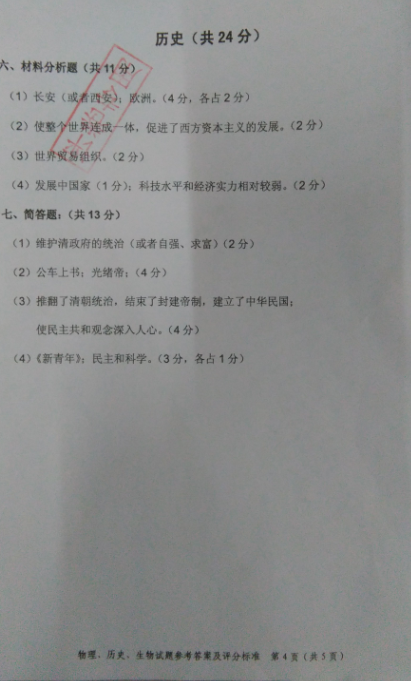 历史（共24分）
六、材料分析题（共11分）
（1）长安（或者西安）；欧洲。（4分，各占2分）
（2）使整个世界连成一体，促进了西方资本主义的发展。（2分）
（3）世界贸易组织。（2分）
（4）发展中国家（1分）；科技水平和经济实力相对较弱。（2分）
七、简答题：（共13分）
（1）维护清政府的统治（或者自强、求富）（2分）
（2）公车上书；光绪帝；（4分）
（3）推翻了清朝统治，结束了封建帝制，建立了中华民国；
使民主共和观念深入人心。（4分）
（4）《新青年》；民主和科学。（3分，各占1分）
物理、历史、生物试题参考答案及评分标准 第4页（共5页）